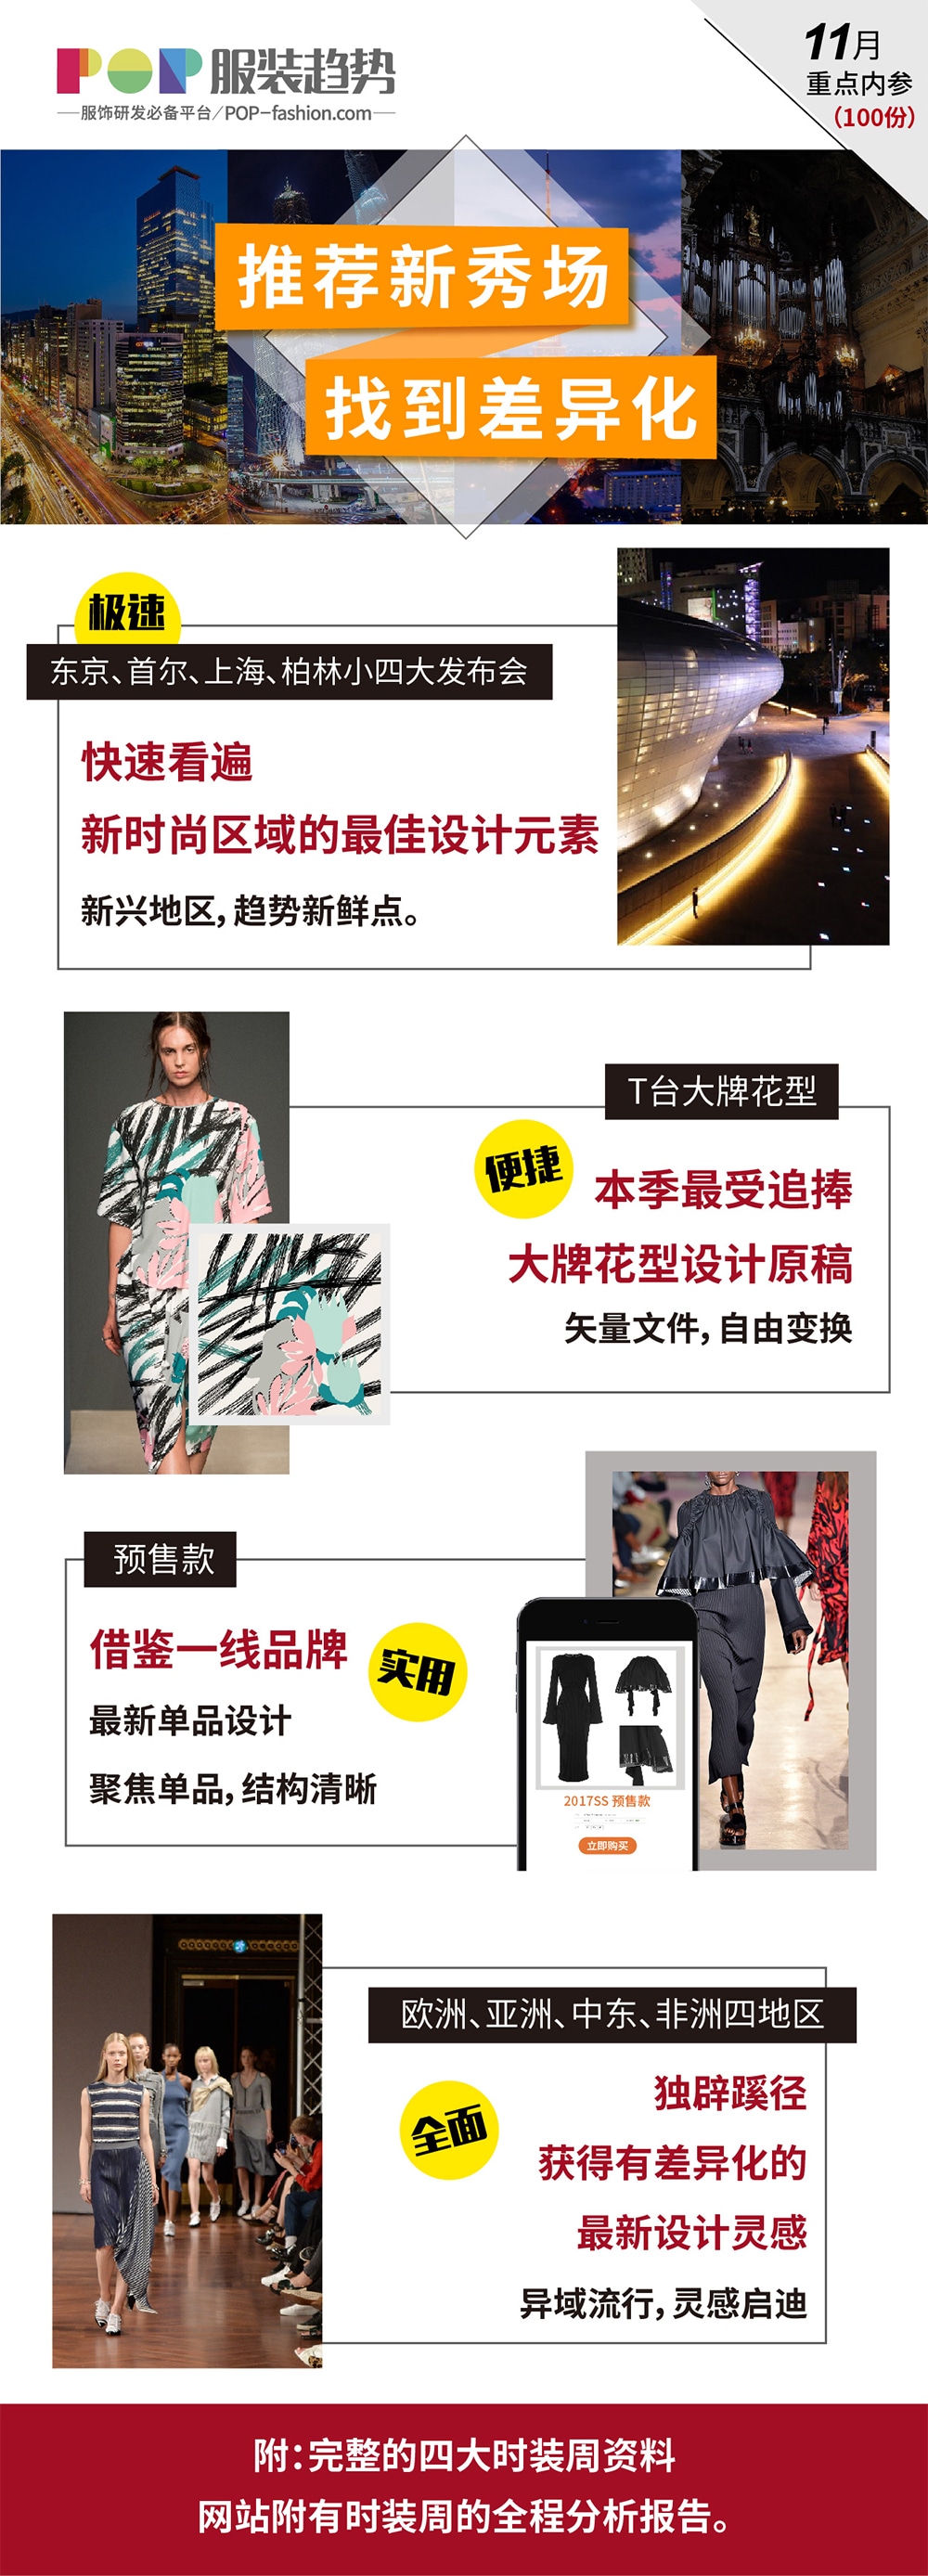 POP服装趋势
服饰研发必备平台/POP-fashion.com
11月
重点内参
(100份)
推荐新秀场
找到差异化
极速
东京、首尔、上海、柏林小四大发布会
快速看遍
新时尚区域的最佳设计元素
新兴地区,趋势新鲜点。
T台大牌花型
便捷
本季最受追捧
大牌花型设计原稿
矢量文件,自由变换
预售款
借鉴一线品牌
实用
最新单品设计
聚焦单品,结构清晰
2017SS 预售款
立即购买
欧洲、亚洲、中东、非洲四地区
全面
独辟蹊径
获得有差异化的
最新设计灵感
异域流行,灵感启迪
附:完整的四大时装周资料
网站附有时装周的全程分析报告。